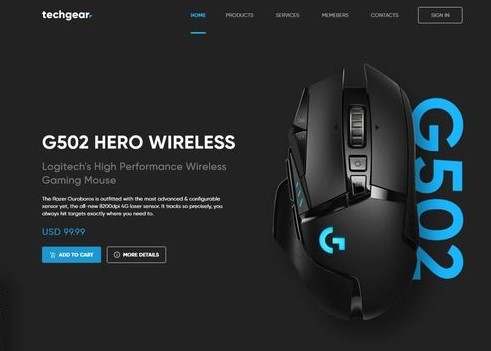 techgear
HOME PRODUCTS SERVICES MEMEBERS CONTACTS SIGN IN
G502 HERO WIRELESS
Logitech's High Performance Wireless
Gaming Mouse
The Razer Ouroboros is outfitted with the most advanced & configurable
sensor yet, the all-new 8200dpi 4G laser sensor. It tracks so precisely, you
always hit targets exactly where you need to.
USD 99.99
ADD TO CART MORE DETAILS
G502